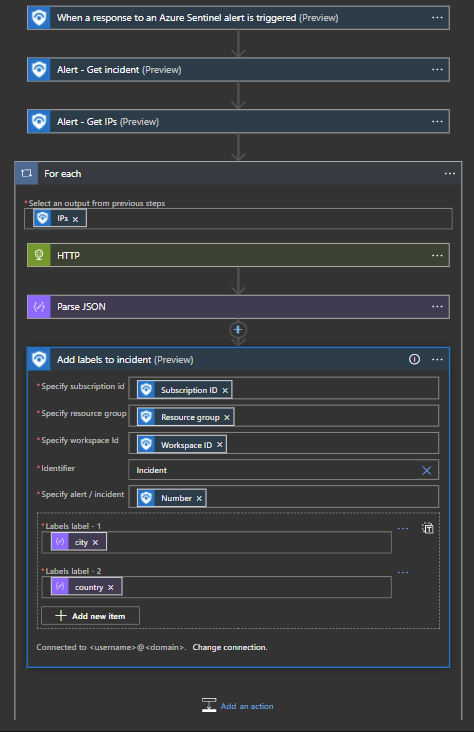 When a response to an Azure Sentinel alert is triggered (Preview)
Alert - Get incident (Preview)
Alert - Get IPs (Preview)
For each
*Select an output from previous steps
IPs ×
HTTP
Parse JSON
Add labels to incident (Preview)
*Specify subscription id
Subscription ID ×
*Specify resource group
Resource group ×
*Specify workspace Id
Workspace ID ×
*Identifier
Incident
*Specify alert / incident
Number ×
*Labels label - 1
city ×
*Labels label - 2
country ×
Add new item
Connected to <username>@<domain>. Change connection.
Add an action